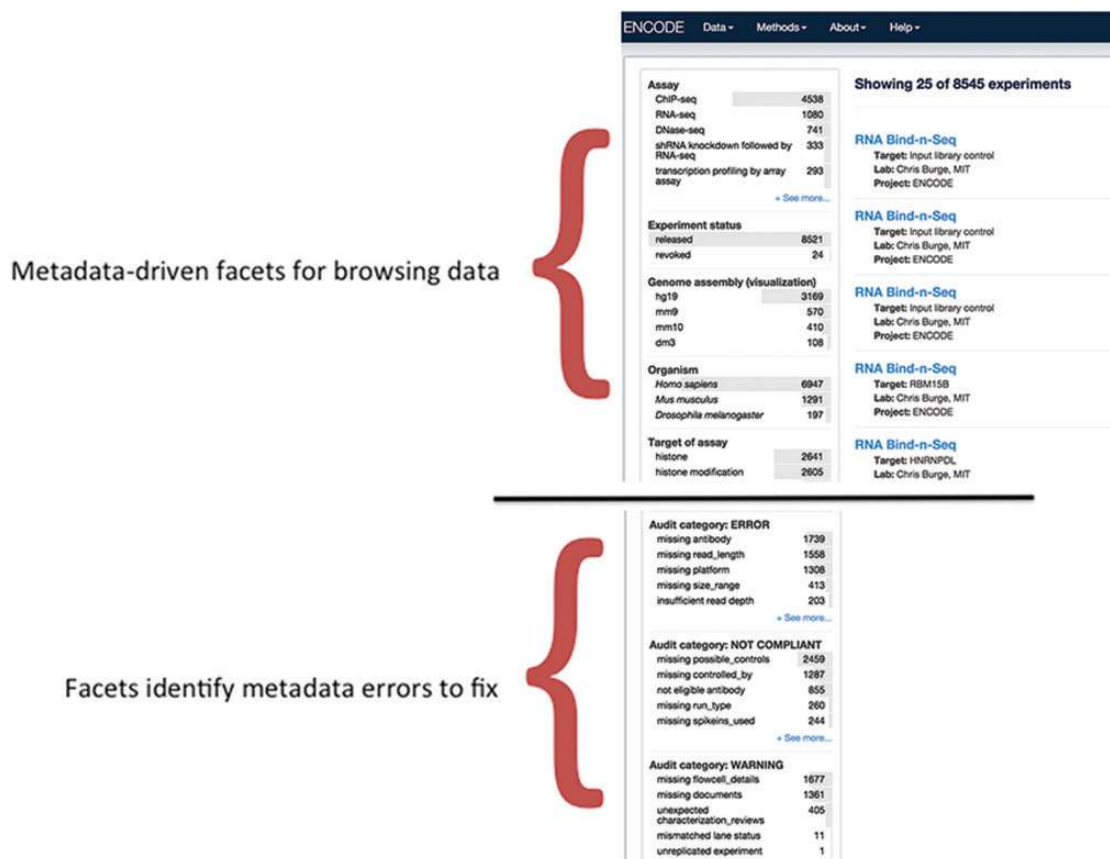 ENCODE Data Methods About Help
Assay
ChIP-seq 4538
RNA-seq 1080
DNase-seq 741
shRNA knockdown followed by 333
RNA-seq
transcription profiling by array 293
assay
+ See more...
Experiment status
released 8521
revoked 24
Genome assembly (visualization)
hg19 3169
mm9 570
mm10 410
dm3 108
Organism
Homo sapiens 6947
Mus musculus 1291
Drosophila melanogaster 197
Target of assay
histone 2641
histone modification 2605
Showing 25 of 8545 experiments
RNA Bind-n-Seq
Target: Input library control
Lab: Chris Burge, MIT
Project: ENCODE
RNA Bind-n-Seq
Target: Input library control
Lab: Chris Burge, MIT
Project: ENCODE
RNA Bind-n-Seq
Target: Input library control
Lab: Chris Burge, MIT
Project: ENCODE
RNA Bind-n-Seq
Target: RBM15B
Lab: Chris Burge, MIT
Project: ENCODE
RNA Bind-n-Seq
Target: HNRNPDL
Lab: Chris Burge, MIT
Metadata-driven facets for browsing data
Audit category: ERROR
missing antibody 1739
missing read_length 1558
missing platform 1308
missing size_range 413
insufficient read depth 203
+ See more...
Audit category: NOT COMPLIANT
missing possible_controls 2459
missing controlled_by 1287
not eligible antibody 855
missing run_type 260
missing spikeins_used 244
+ See more...
Audit category: WARNING
missing flowcell_details 1677
missing documents 1361
unexpected 405
characterization_reviews
mismatched lane status 11
unreplicated experiment 1
Facets identify metadata errors to fix